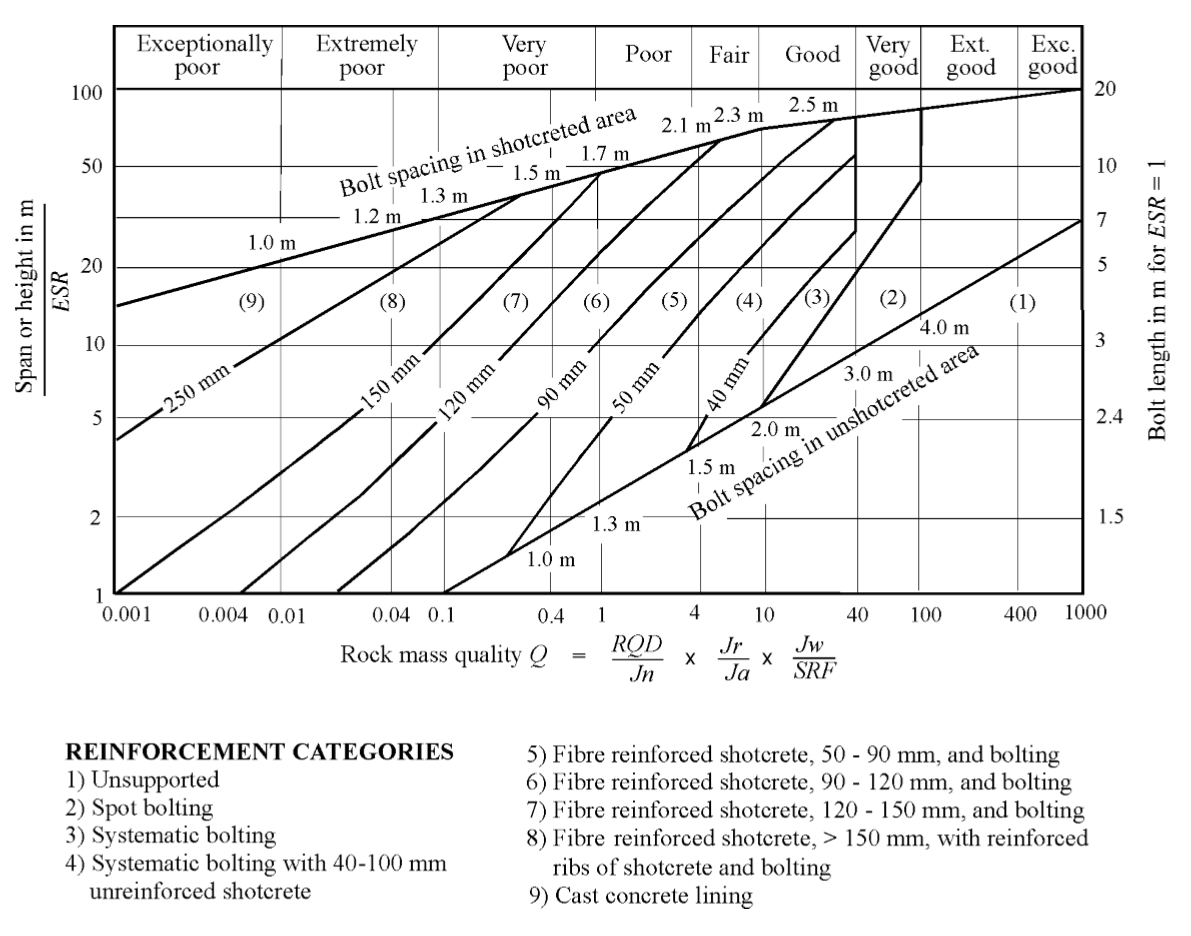 Exceptionally poor
Extremely poor
Very poor
Poor
Fair
Good
Very good
Ext. good
Exc. good
100
50
20
10
5
2
1
Span or height in m
ESR
20
10
7
5
3
2.4
1.5
Bolt length in m for ESR = 1
Bolt spacing in shotcreted area
1.0 m
1.2 m
1.3 m
1.5 m
1.7 m
2.1 m
2.3 m
2.5 m
(9)
(8)
(7)
(6)
(5)
(4)
(3)
(2)
(1)
250 mm
150 mm
120 mm
90 mm
50 mm
40 mm
4.0 m
3.0 m
2.0 m
1.5 m
1.3 m
1.0 m
Bolt spacing in unshotcreted area
0.001 0.004 0.01 0.04 0.1 0.4 1 4 10 40 100 400 1000
Rock mass quality Q = RQD/Jn x Jr/Ja x Jw/SRF
REINFORCEMENT CATEGORIES
1) Unsupported
2) Spot bolting
3) Systematic bolting
4) Systematic bolting with 40-100 mm
unreinforced shotcrete
5) Fibre reinforced shotcrete, 50 - 90 mm, and bolting
6) Fibre reinforced shotcrete, 90 - 120 mm, and bolting
7) Fibre reinforced shotcrete, 120 - 150 mm, and bolting
8) Fibre reinforced shotcrete, > 150 mm, with reinforced
ribs of shotcrete and bolting
9) Cast concrete lining